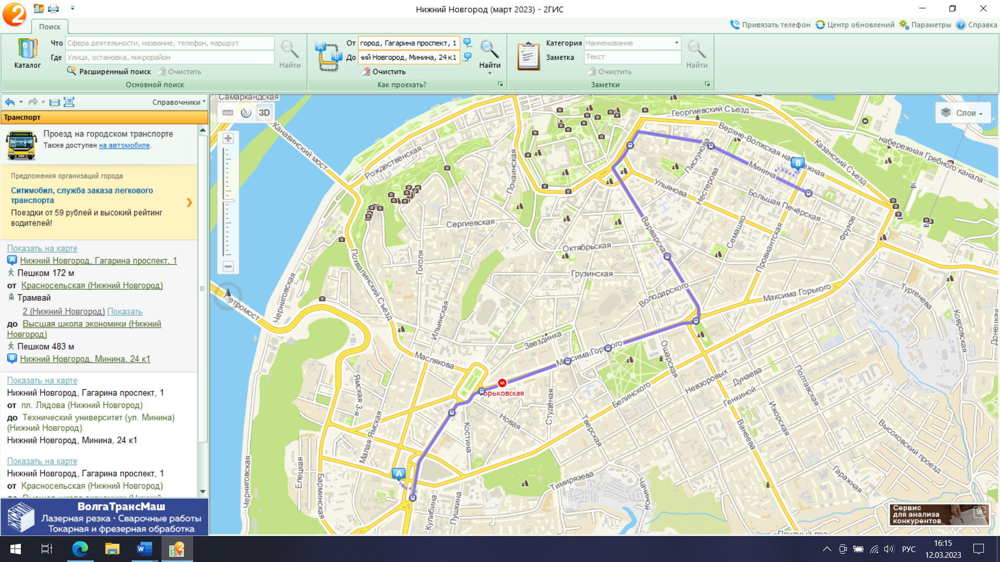 Нижний Новгород (март 2023) - 2ГИС
Поиск
Привязать телефон
Центр обновлений
Параметры
Справка
Каталог
Что
Сфера деятельности, название, телефон, маршрут
Где
Улица, остановка, микрорайон
Расширенный поиск
Очистить
Найти
Основной поиск
От
город, Гагарина проспект, 1
До
ий Новгород, Минина, 24 к1
Очистить
Найти
Как проехать?
Категория
Наименование
Заметка
Текст
Очистить
Найти
Заметки
Справочники
Транспорт
Проезд на городском транспорте
Также доступен на автомобиле.
Предложения организаций города
Ситимобил, служба заказа легкового
транспорта
Поездки от 59 рублей и высокий рейтинг
водителей!
Показать на карте
A Нижний Новгород, Гагарина проспект, 1
Пешком 172 м
от Красносельская (Нижний Новгород)
Трамвай
2 (Нижний Новгород) Показать
до Высшая школа экономики (Нижний
Новгород)
Пешком 483 м
B Нижний Новгород, Минина, 24 к1
Показать на карте
Нижний Новгород, Гагарина проспект, 1
от пл. Лядова (Нижний Новгород)
до Технический университет (ул. Минина)
(Нижний Новгород)
Нижний Новгород, Минина, 24 к1
Показать на карте
Нижний Новгород, Гагарина проспект, 1
от Красносельская (Нижний Новгород)
ВолгаТрансМаш
Лазерная резка • Сварочные работы
Токарная и фрезерная обработка
3D
Слои
Самаркандская
Канавинский мост
Рождественская
Почаинская
Георгиевский Съезд
Верхне-Волжская набережная
Казанский Съезд
набережная Гребного канала
Пискунова
Минина
B
Ульянова
Нестерова
Большая Печёрская
Варварская
Семашко
Провиантская
Фрунзе
Сергиевская
Октябрьская
Грузинская
Гоголя
Похвалинский Съезд
Черниговская
Метромост
Ильинская
Володарского
Максима Горького
Тургенева
Ковровская
Донецкая
Звездинка
Максима Горького
Маслякова
Ошарская
М
Горьковская
Ямская 3-я
Студёная
Белинского
Невзоровых
Дунаева
Генкиной
Полтавская
Ижорская
Малая Ямская
Костина
Новая
Тверская
Ванеева
Высоковский проезд
Гаражная
Елецкая
Барминская
Черниговская
A
Кулибина
Пушкина
Тимирязева
Чачиной
Сервис
для анализа
конкурентов
18+
РУС
16:15
12.03.2023